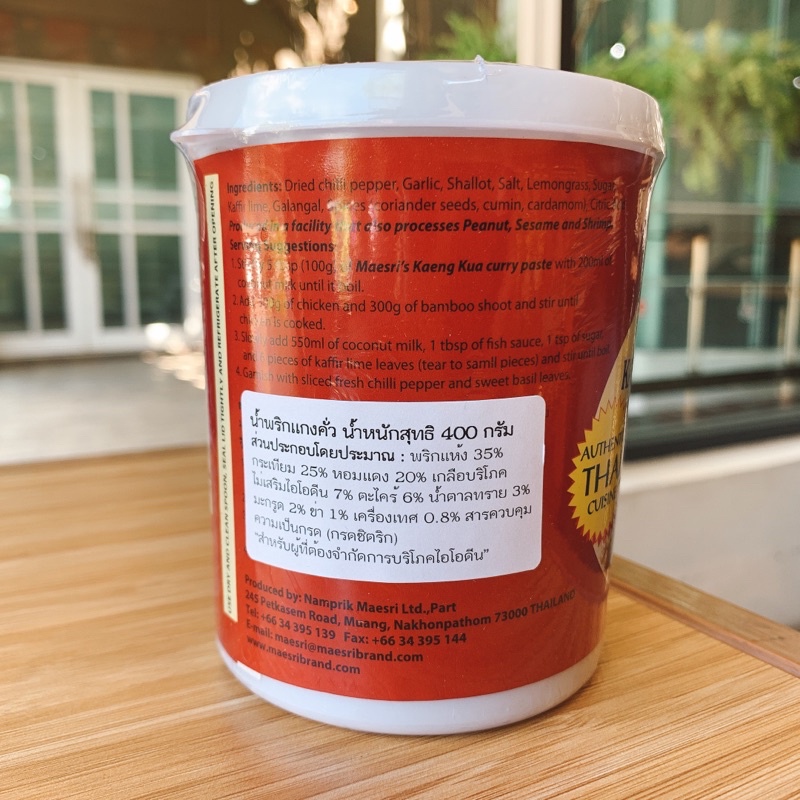 USE DRY AND CLEAN SPOON, SEAL LID TIGHTLY AND REFRIGERATE AFTER OPENING
Ingredients: Dried chilli pepper, Garlic, Shallot, Salt, Lemongrass, Sugar,
Kaffir lime, Galangal, (coriander seeds, cumin, cardamom) Citric
Produced in a facility that also processes Peanut, Sesame and Shrimp.
Serving Suggestions
1. 5 tbsp (100g) of Maesri's Kaeng Kua curry paste with 200ml of
coconut milk until it boil.
2. Add of chicken and 300g of bamboo shoot and stir until
chicken is cooked.
3. Slowly add 550ml of coconut milk, 1 tbsp of fish sauce, 1 tsp of sugar
and pieces of kaffir lime leaves (tear to samll pieces) and stir until boil.
4. Garnish with sliced fresh chilli pepper and sweet basil leaves.
น้ำพริกแกงคั่ว น้ำหนักสุทธิ 400 กรัม
ส่วนประกอบโดยประมาณ : พริกแห้ง 35%
กระเทียม 25% หอมแดง 20% เกลือบริโภค
ไม่เสริมไอโอดีน 7% ตะไคร้ 6% น้ำตาลทราย 3%
มะกรูด 2% ข่า 1% เครื่องเทศ 0.8% สารควบคุม
ความเป็นกรด (กรดซิตริก)
"สำหรับผู้ที่ต้องจำกัดการบริโภคไอโอดีน"
Produced by: Namprik Maesri Ltd.,Part
245 Petkasem Road, Muang, Nakhonpathom 73000 THAILAND
Tel: +66 34 395 139 Fax: +66 34 395 144
E-mail: maesri@maesribrand.com
www.maesribrand.com